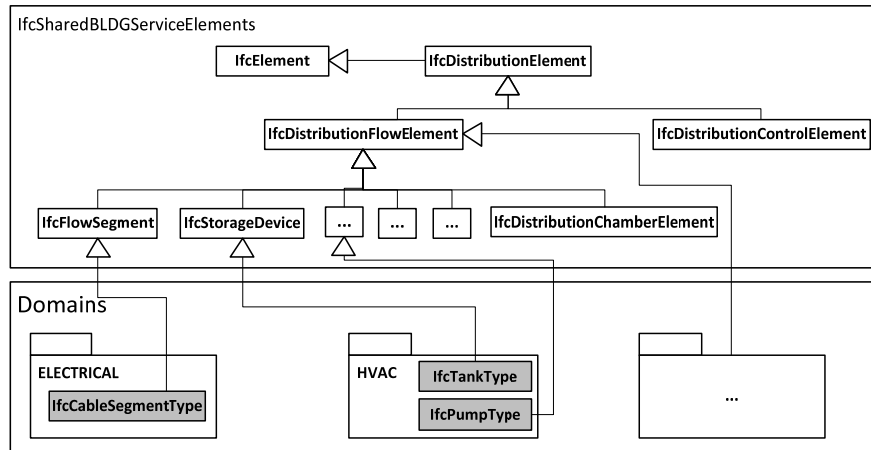 IfcSharedBLDGServiceElements
IfcElement
IfcDistributionElement
IfcDistributionFlowElement
IfcDistributionControlElement
IfcFlowSegment
IfcStorageDevice
...
...
...
IfcDistributionChamberElement
Domains
ELECTRICAL
IfcCableSegmentType
HVAC
IfcTankType
IfcPumpType
...